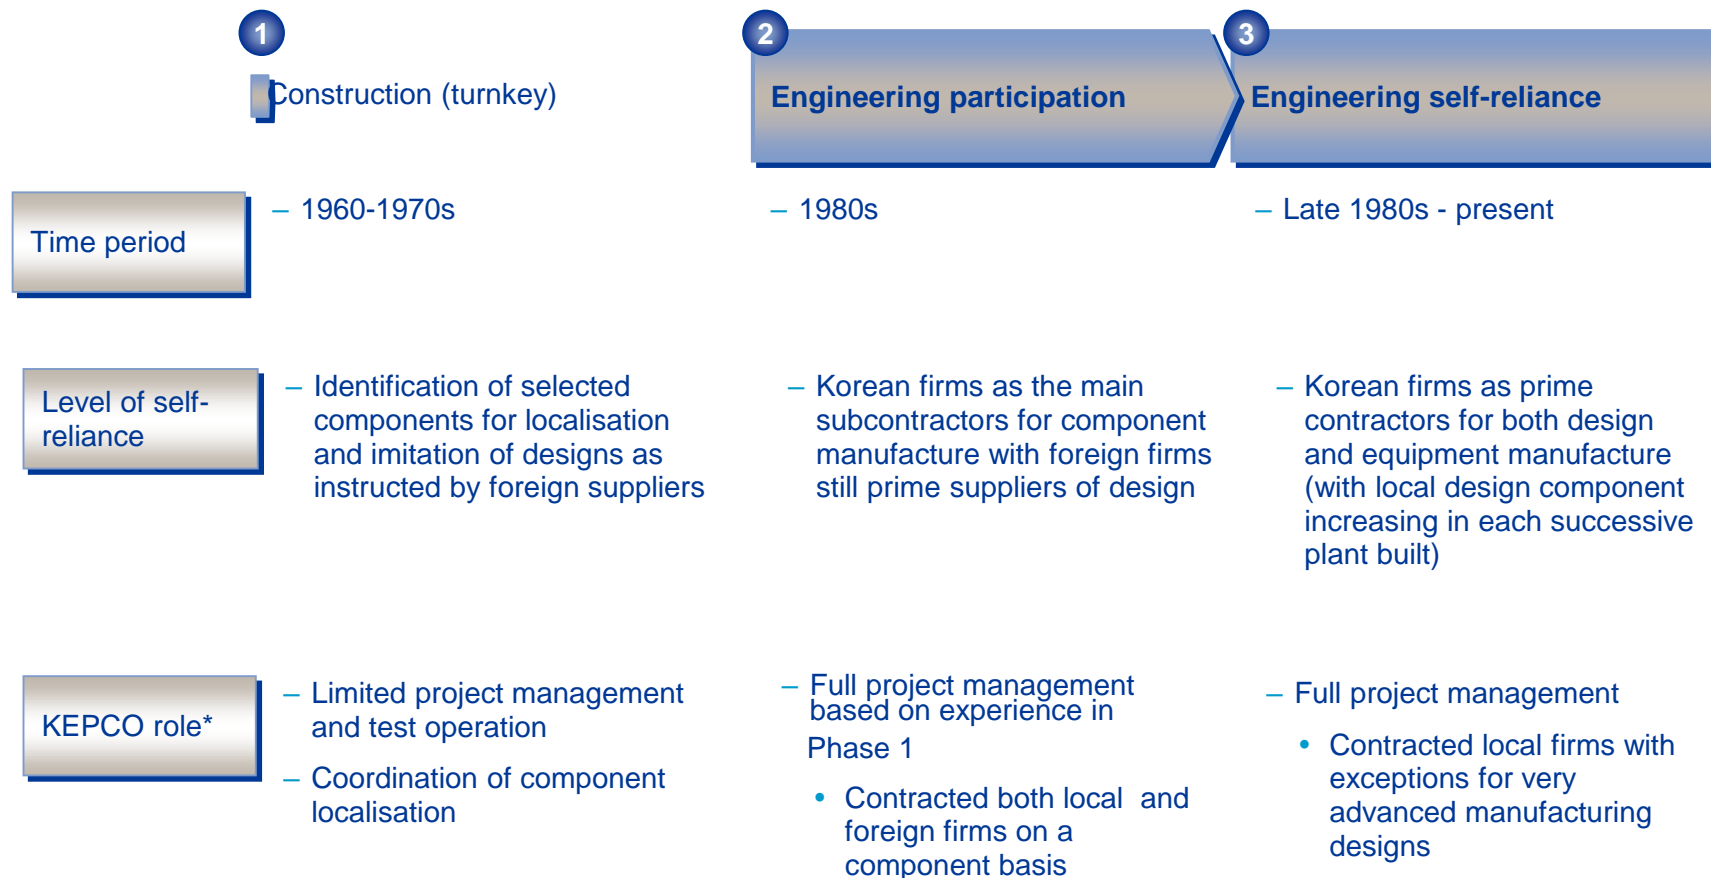 1
2
3
Construction (turnkey)
Engineering participation
Engineering self-reliance
Time period
– 1960-1970s
– 1980s
– Late 1980s - present
Level of self-
reliance
– Identification of selected
components for localisation
and imitation of designs as
instructed by foreign suppliers
– Korean firms as the main
subcontractors for component
manufacture with foreign firms
still prime suppliers of design
– Korean firms as prime
contractors for both design
and equipment manufacture
(with local design component
increasing in each successive
plant built)
KEPCO role*
– Limited project management
and test operation
– Coordination of component
localisation
– Full project management
based on experience in
Phase 1
• Contracted both local and
foreign firms on a
component basis
– Full project management
• Contracted local firms with
exceptions for very
advanced manufacturing
designs